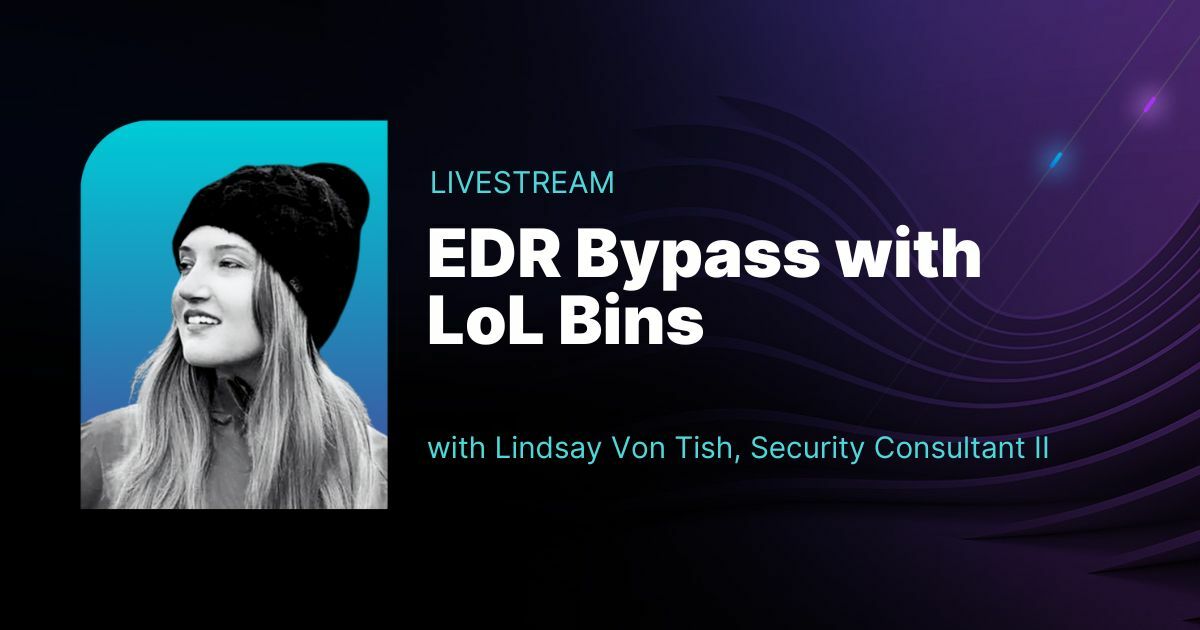 LIVESTREAM
EDR Bypass with
LoL Bins
with Lindsay Von Tish, Security Consultant II